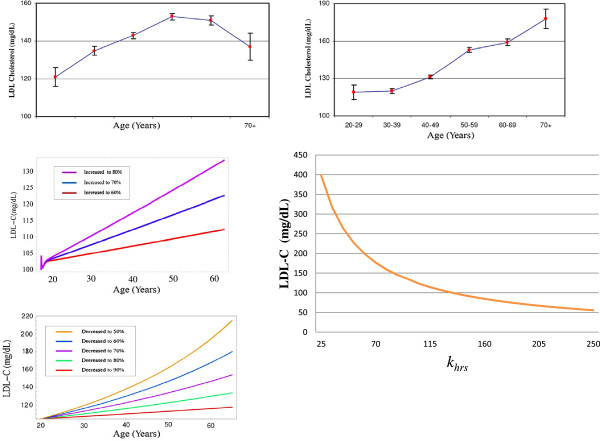 160
140
120
100
LDL Cholesterol (mg/dL)
70+
Age (Years)
190
160
130
100
LDL Cholesterol (mg/dL)
20-29 30-39 40-49 50-59 60-69 70+
Age (Years)
130
125
120
115
110
105
100
LDL-C(mg/dL)
Increased to 80%
Increased to 70%
Increased to 60%
20 30 40 50 60
Age (Years)
450
400
350
300
250
200
150
100
50
0
LDL-C (mg/dL)
25 70 115 160 205 250
khrs
220
200
180
160
140
120
LDL-C (mg/dL)
Decreased to 50%
Decreased to 60%
Decreased to 70%
Decreased to 80%
Decreased to 90%
20 30 40 50 60
Age (Years)